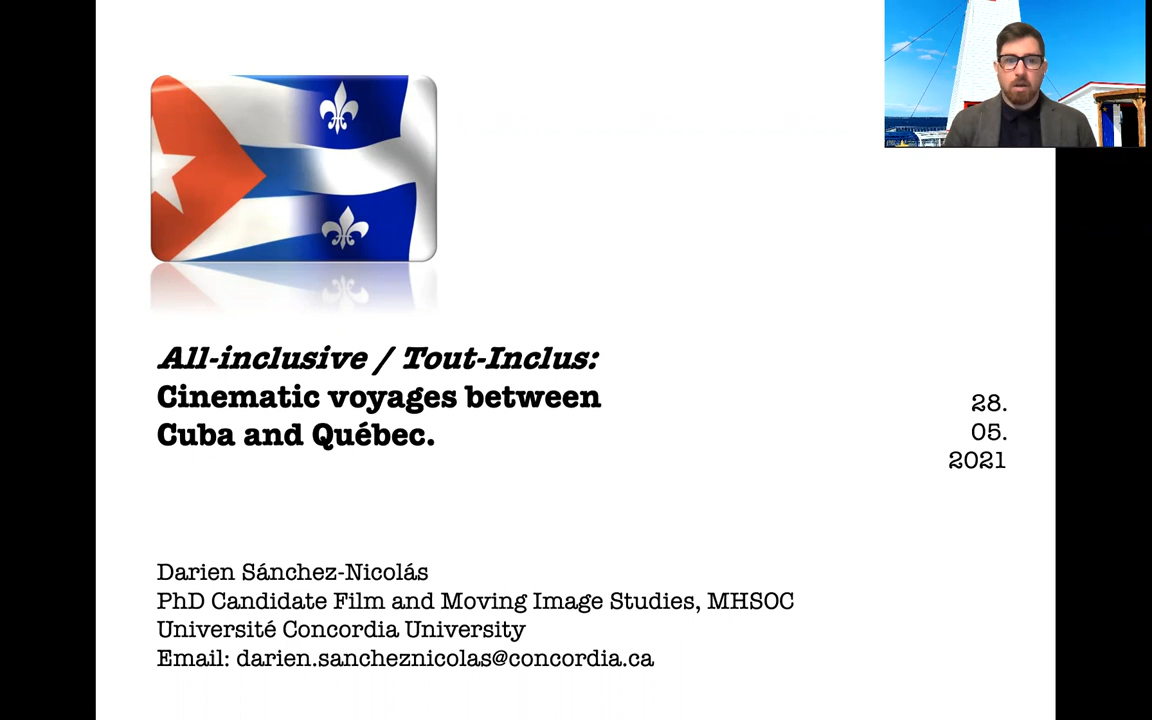 All-inclusive / Tout-Inclus:
Cinematic voyages between
Cuba and Québec.
28.
05.
2021
Darien Sánchez-Nicolás
PhD Candidate Film and Moving Image Studies, MHSOC
Université Concordia University
Email: darien.sancheznicolas@concordia.ca